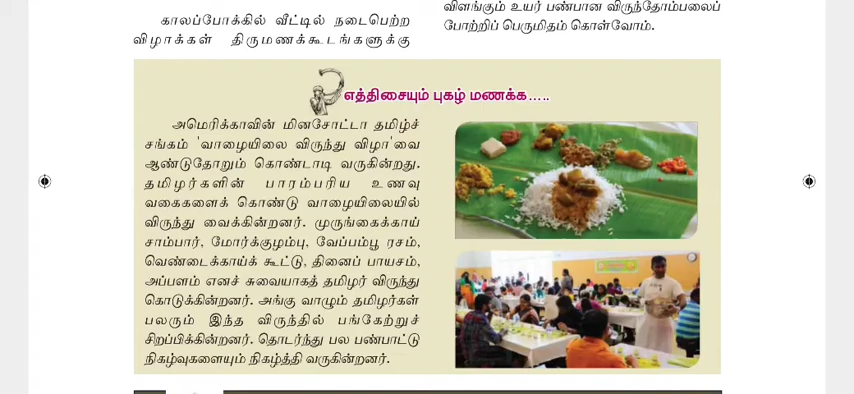 காலப்போக்கில் வீட்டில் நடைபெற்ற
விழாக்கள் திருமணக்கூடங்களுக்கு
விளங்கும் உயர் பண்பான விருந்தோம்பலைப்
போற்றிப் பெருமிதம் கொள்வோம்.
எத்திசையும் புகழ் மணக்க.....
அமெரிக்காவின் மினசோட்டா தமிழ்ச்
சங்கம் 'வாழையிலை விருந்து விழா'வை
ஆண்டுதோறும் கொண்டாடி வருகின்றது.
தமிழர்களின் பாரம்பரிய உணவு
வகைகளைக் கொண்டு வாழையிலையில்
விருந்து வைக்கின்றனர். முருங்கைக்காய்
சாம்பார், மோர்க்குழம்பு, வேப்பம்பூ ரசம்,
வெண்டைக்காய்க் கூட்டு, தினைப் பாயசம்,
அப்பளம் எனச் சுவையாகத் தமிழர் விருந்து
கொடுக்கின்றனர். அங்கு வாழும் தமிழர்கள்
பலரும் இந்த விருந்தில் பங்கேற்றுச்
சிறப்பிக்கின்றனர். தொடர்ந்து பல பண்பாட்டு
நிகழ்வுகளையும் நிகழ்த்தி வருகின்றனர்.